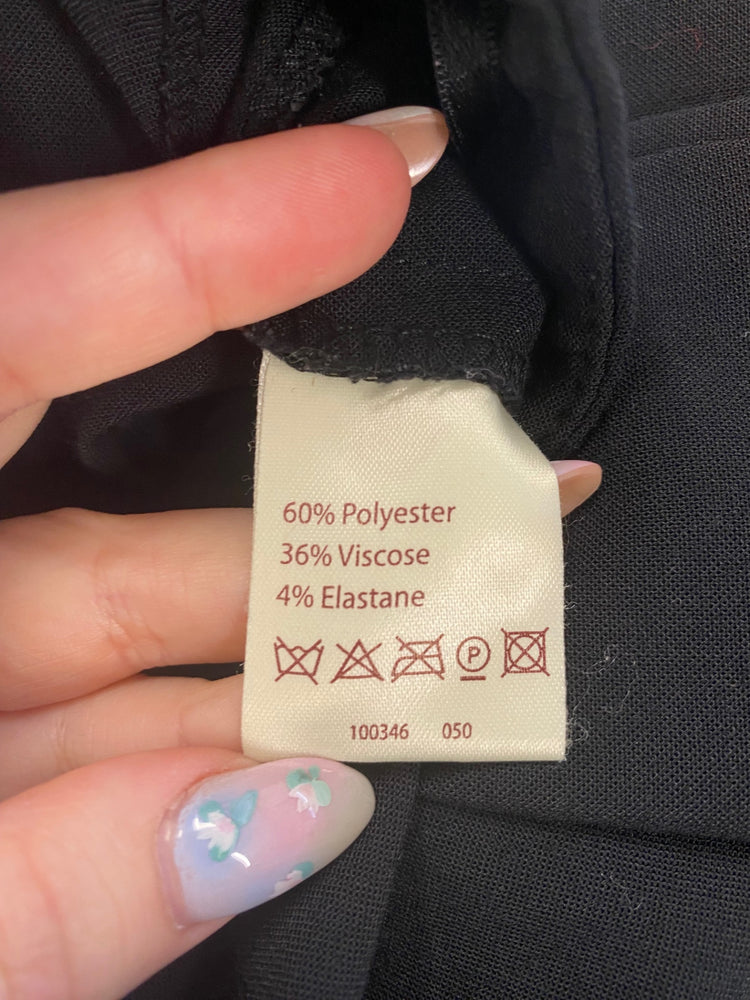 60% Polyester
36% Viscose
4% Elastane
P
100346 050